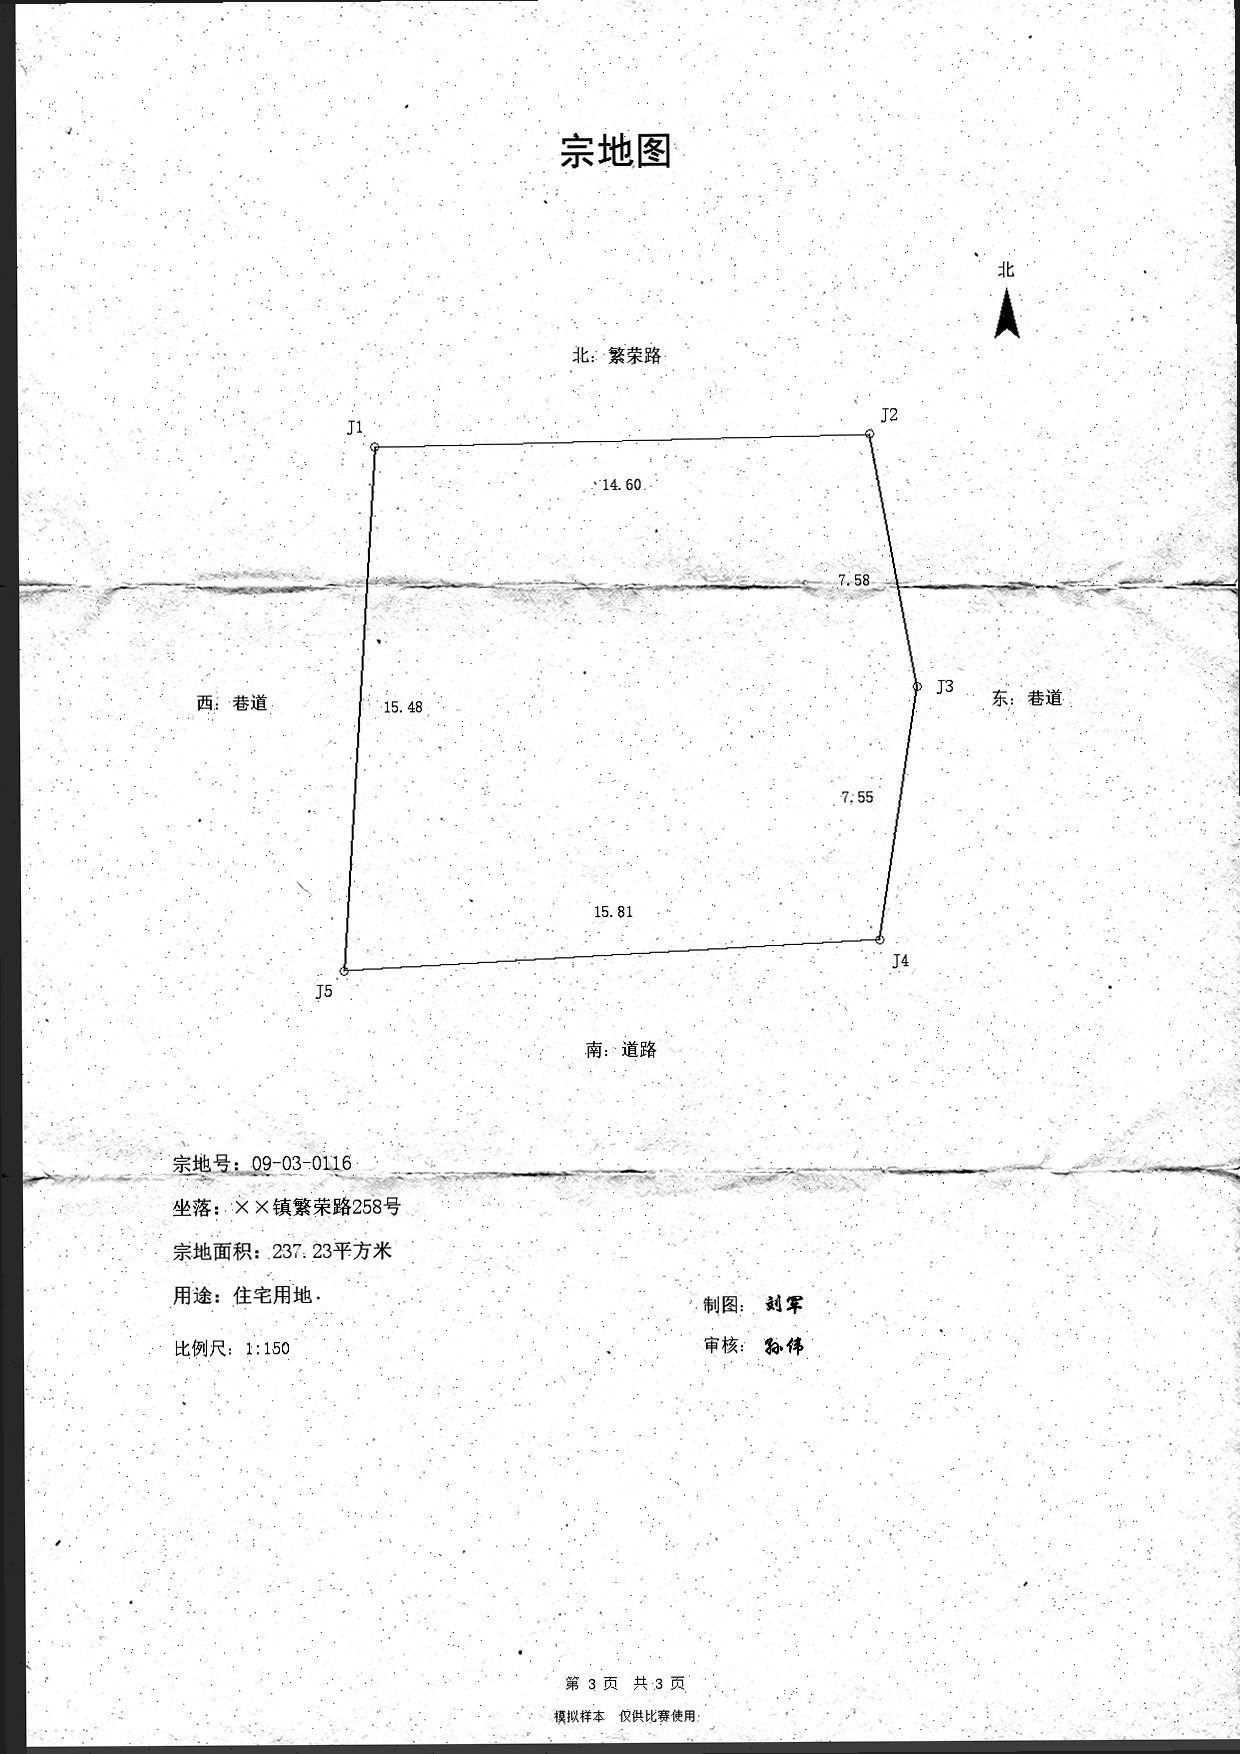 宗地图
北
北：繁荣路
J1
J2
14.60
7.58
西：巷道
15.48
J3
东：巷道
7.55
15.81
J4
J5
南：道路
宗地号：09-03-0116
坐落：××镇繁荣路258号
宗地面积：237.23平方米
用途：住宅用地
制图：刘军
比例尺：1:150
审核：孙伟
第 3 页 共 3 页
模拟样本 仅供比赛使用